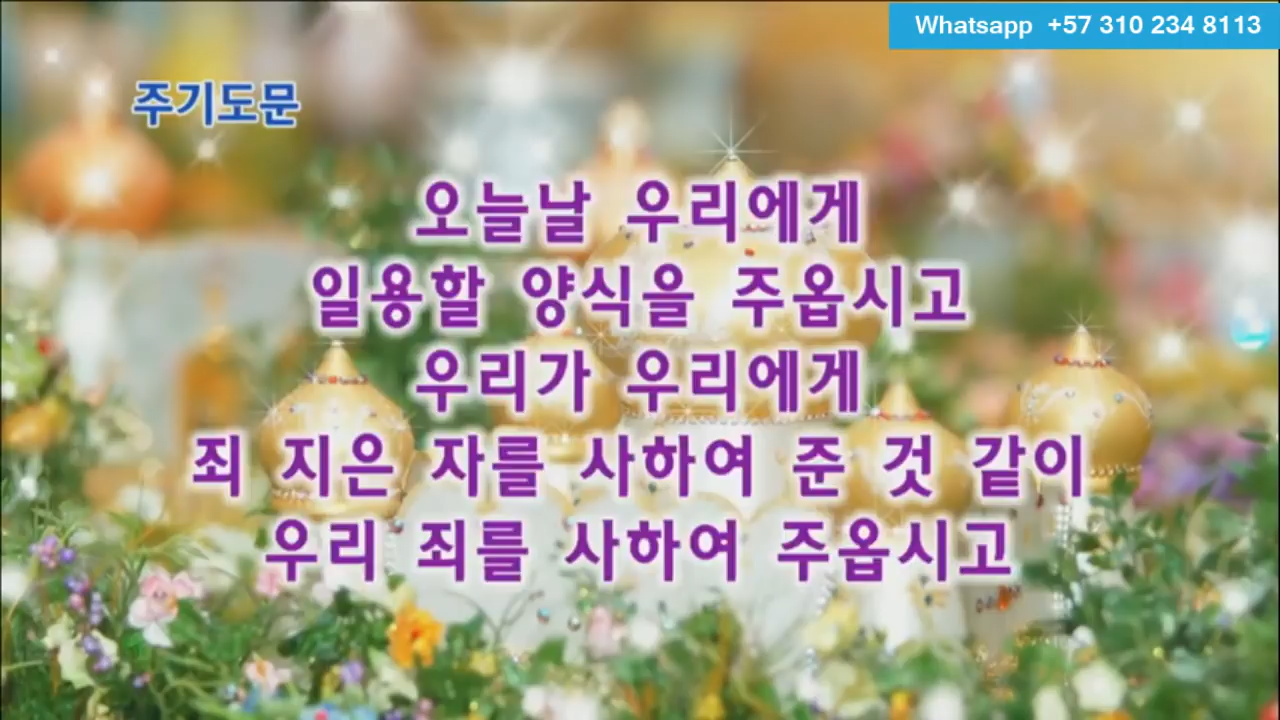 Whatsapp +57 310 234 8113
주기도문
오늘날 우리에게
일용할 양식을 주옵시고
우리가 우리에게
죄 지은 자를 사하여 준 것 같이
우리 죄를 사하여 주옵시고